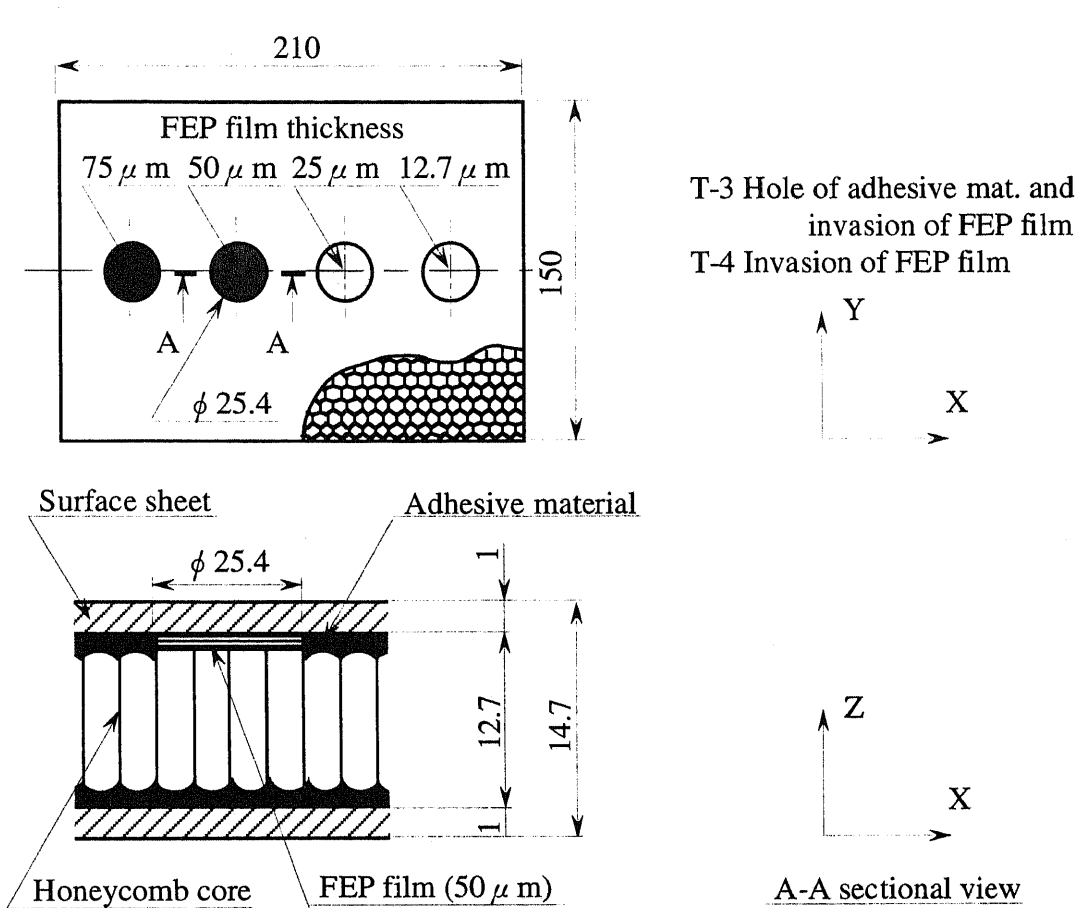 210
FEP film thickness
75 μ m 50 μ m 25 μ m 12.7 μ m
T-3 Hole of adhesive mat. and
invasion of FEP film
T-4 Invasion of FEP film
150
A A
ϕ 25.4
Y
X
Surface sheet
Adhesive material
ϕ 25.4
1
12.7
14.7
1
Z
X
Honeycomb core
FEP film (50 μ m)
A-A sectional view